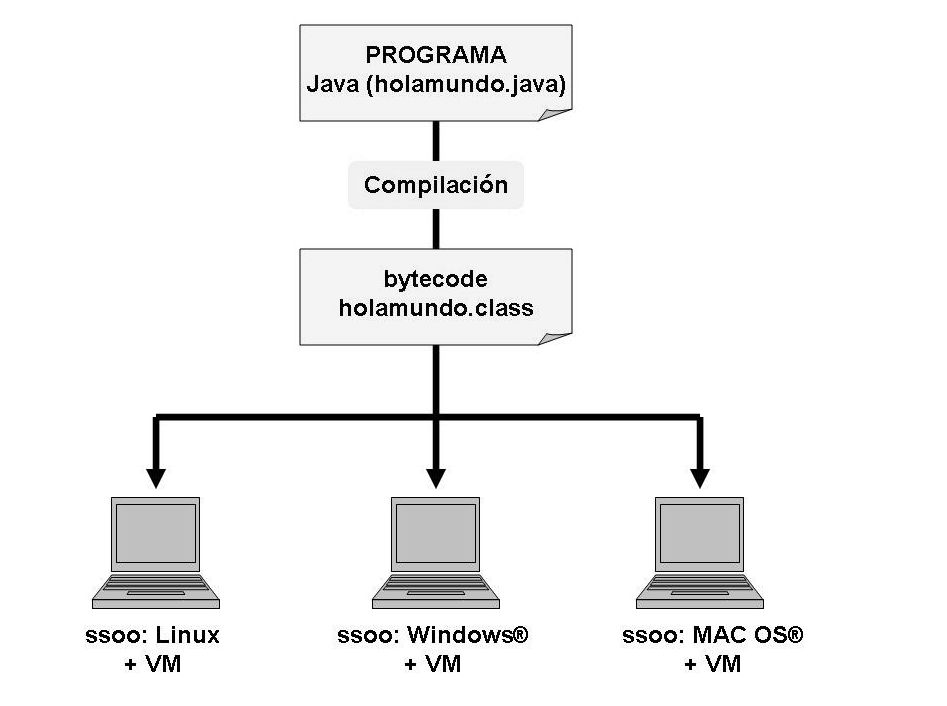 PROGRAMA
Java (holamundo.java)
Compilación
bytecode
holamundo.class
ssoo: Linux
+ VM
ssoo: Windows®
+ VM
ssoo: MAC OS®
+ VM